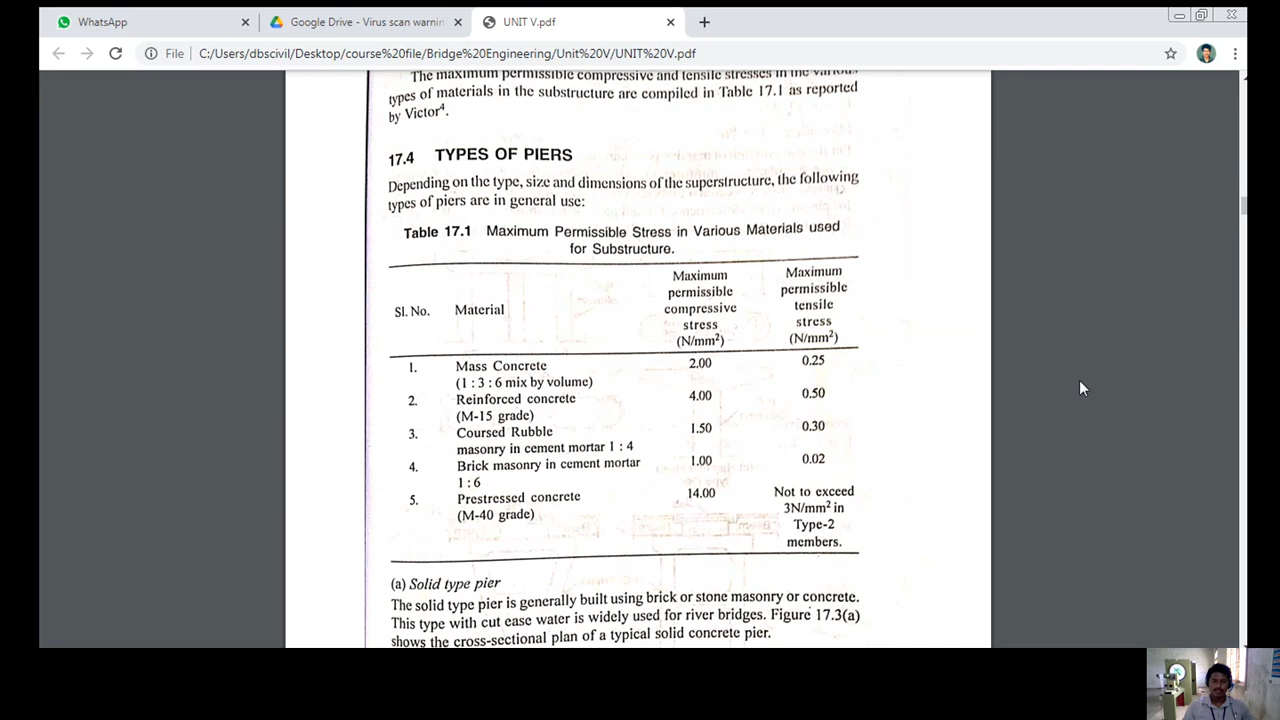 WhatsApp
Google Drive - Virus scan warnin
UNIT V.pdf
File C:/Users/dbscivil/Desktop/course%20file/Bridge%20Engineering/Unit%20V/UNIT%20V.pdf
The maximum permissible compressive and tensile stresses in the various
types of materials in the substructure are compiled in Table 17.1 as reported
by Victor⁴.
17.4 TYPES OF PIERS
Depending on the type, size and dimensions of the superstructure, the following
types of piers are in general use:
Table 17.1 Maximum Permissible Stress in Various Materials used
for Substructure.
Sl. No. Material Maximum permissible compressive stress (N/mm²) Maximum permissible tensile stress (N/mm²)
1. Mass Concrete 2.00 0.25
(1 : 3 : 6 mix by volume)
2. Reinforced concrete 4.00 0.50
(M-15 grade)
3. Coursed Rubble 1.50 0.30
masonry in cement mortar 1 : 4
4. Brick masonry in cement mortar 1.00 0.02
1 : 6
5. Prestressed concrete 14.00 Not to exceed
(M-40 grade) 3N/mm² in
Type-2
members.
(a) Solid type pier
The solid type pier is generally built using brick or stone masonry or concrete.
This type with cut ease water is widely used for river bridges. Figure 17.3(a)
shows the cross-sectional plan of a typical solid concrete pier.